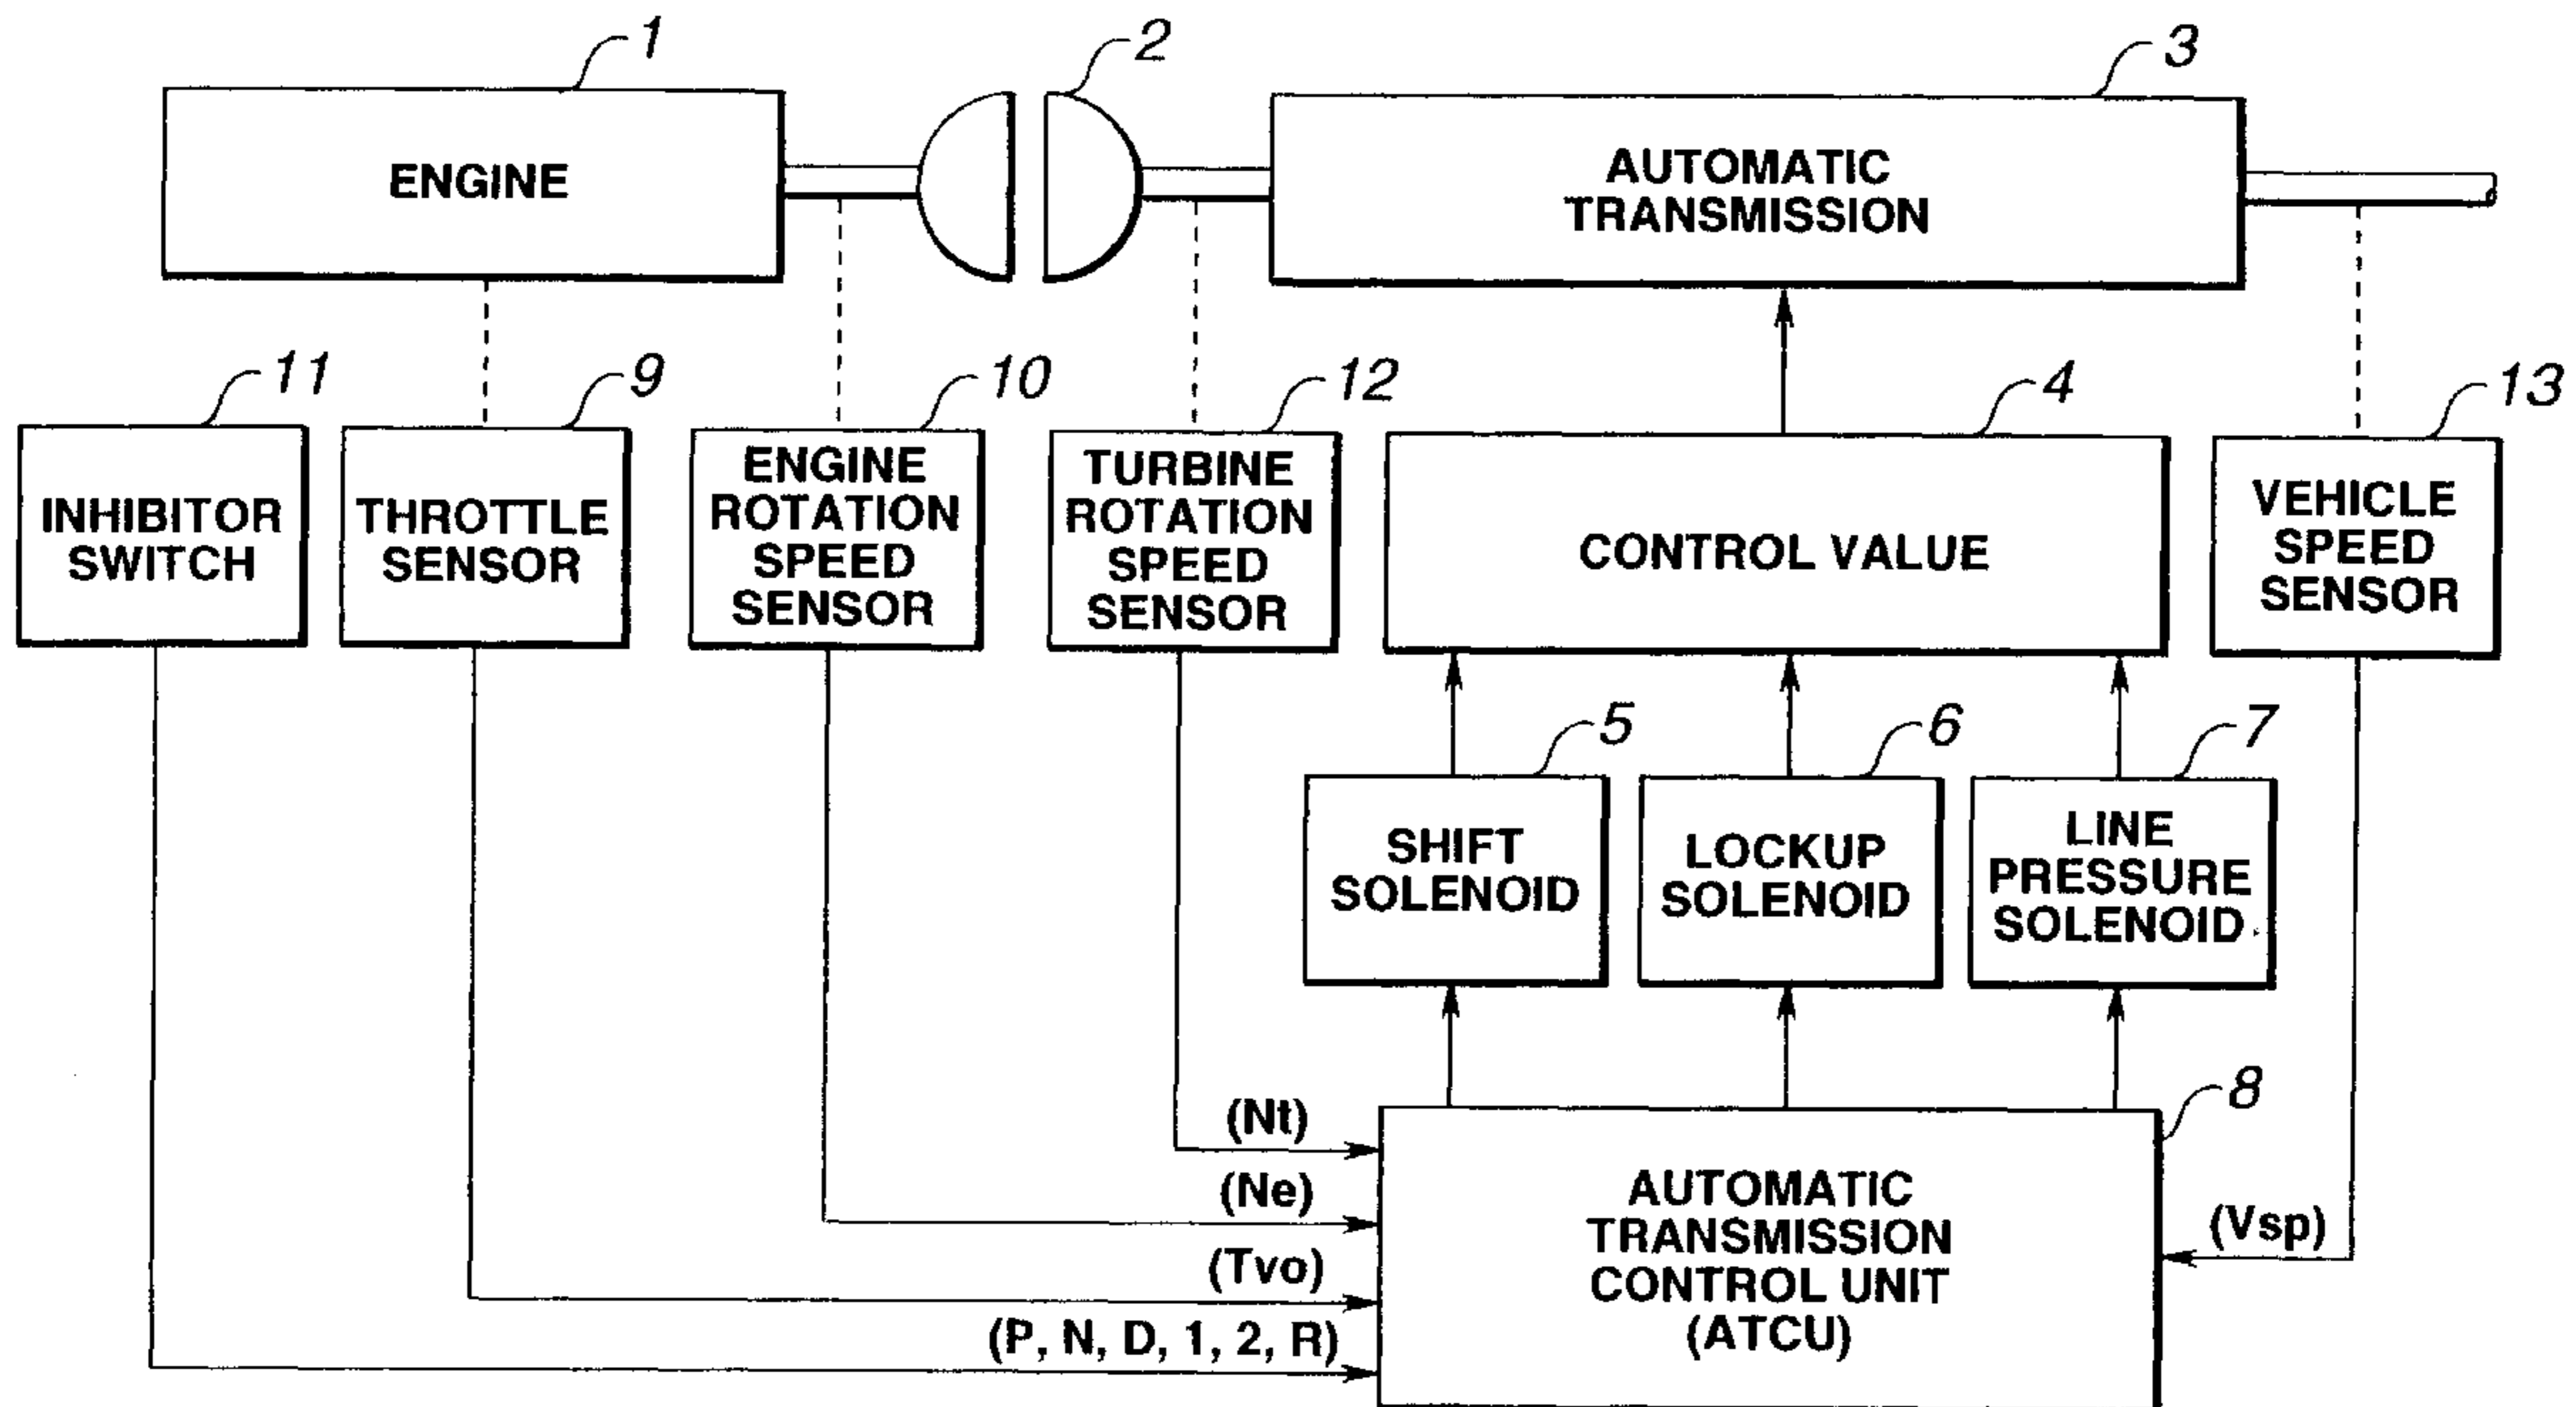 1
2
3
ENGINE
AUTOMATIC
TRANSMISSION
11
9
10
12
4
13
INHIBITOR
SWITCH
THROTTLE
SENSOR
ENGINE
ROTATION
SPEED
SENSOR
TURBINE
ROTATION
SPEED
SENSOR
CONTROL VALUE
VEHICLE
SPEED
SENSOR
5
6
7
SHIFT
SOLENOID
LOCKUP
SOLENOID
LINE
PRESSURE
SOLENOID
8
(Nt)
(Ne)
(Tvo)
(P, N, D, 1, 2, R)
AUTOMATIC
TRANSMISSION
CONTROL UNIT
(ATCU)
(Vsp)